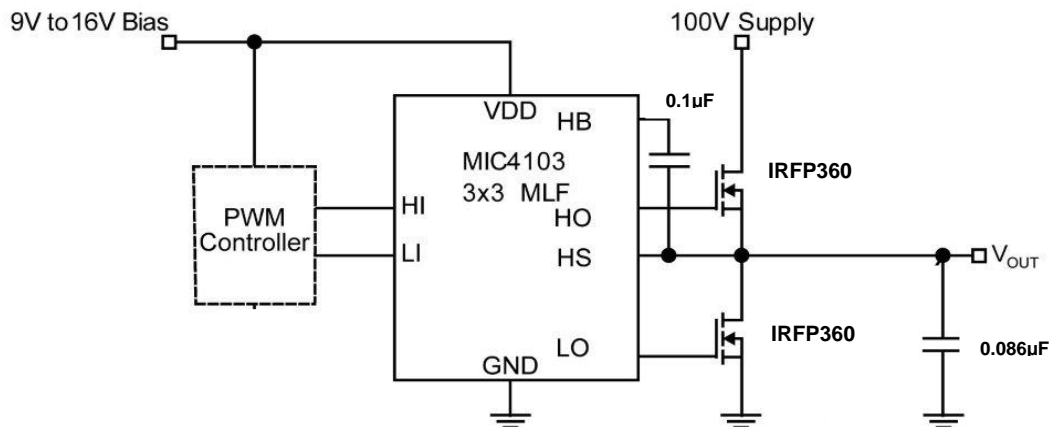 9V to 16V Bias
100V Supply
0.1µF
VDD
HB
MIC4103
3x3 MLF
IRFP360
PWM
Controller
HI
LI
HO
HS
V_OUT
LO
IRFP360
0.086µF
GND